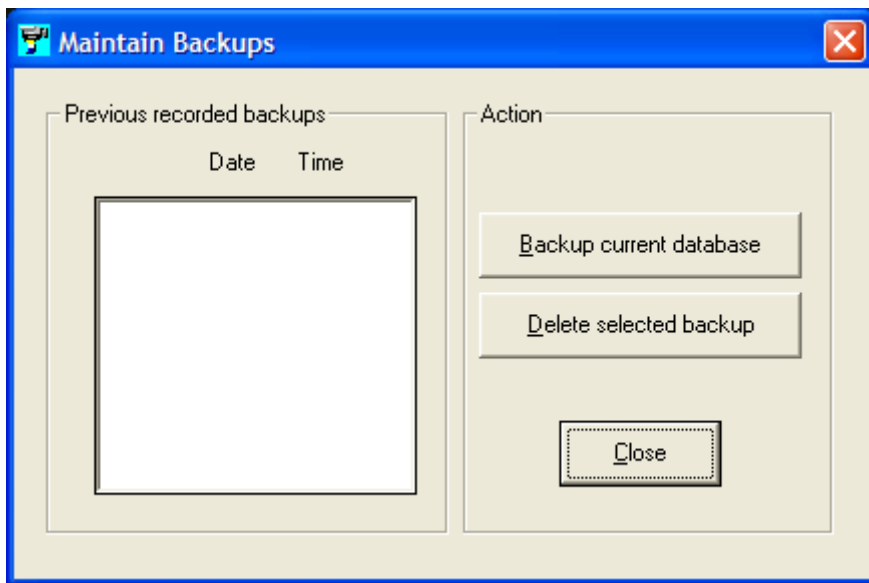 Maintain Backups
Previous recorded backups
Date Time
Action
Backup current database
Delete selected backup
Close